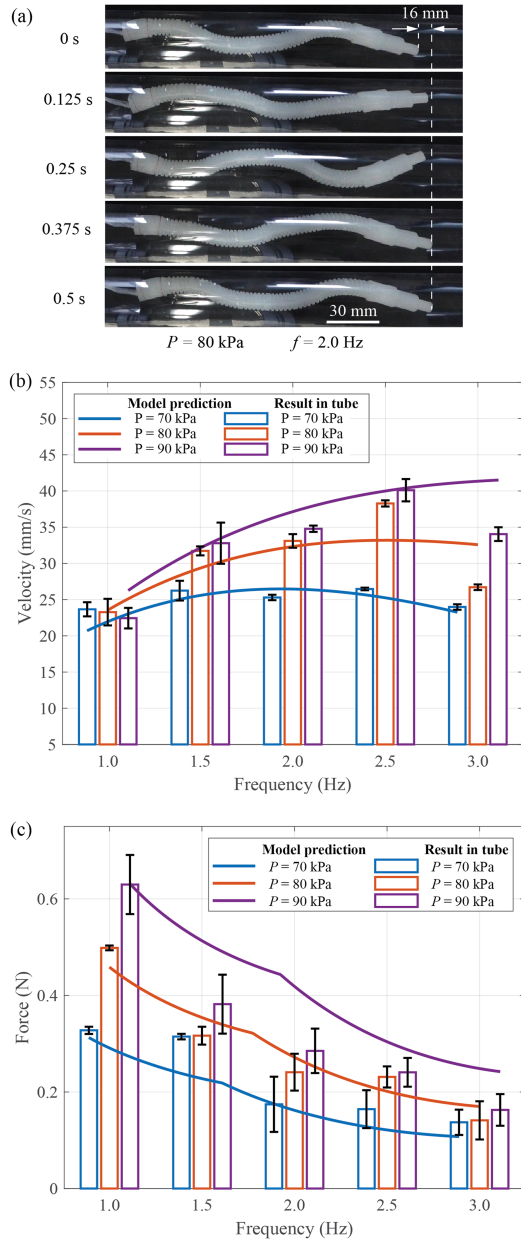 (a)
16 mm
0 s
0.125 s
0.25 s
0.375 s
0.5 s
30 mm
P = 80 kPa f = 2.0 Hz
(b)
55
50
45
40
35
30
25
20
15
10
5
Velocity (mm/s)
Model prediction Result in tube
P = 70 kPa P = 70 kPa
P = 80 kPa P = 80 kPa
P = 90 kPa P = 90 kPa
1.0 1.5 2.0 2.5 3.0
Frequency (Hz)
(c)
0.6
0.4
0.2
0
Force (N)
Model prediction Result in tube
P = 70 kPa P = 70 kPa
P = 80 kPa P = 80 kPa
P = 90 kPa P = 90 kPa
1.0 1.5 2.0 2.5 3.0
Frequency (Hz)